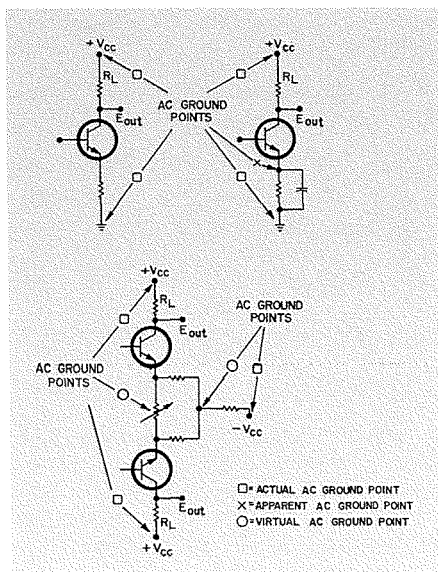 +VCC +VCC
RL RL
AC GROUND
POINTS
Eout Eout
X
+VCC
RL
AC GROUND
POINTS
Eout
AC GROUND
POINTS
-VCC
□=ACTUAL AC GROUND POINT
X=APPARENT AC GROUND POINT
○=VIRTUAL AC GROUND POINT
Eout
RL
+VCC